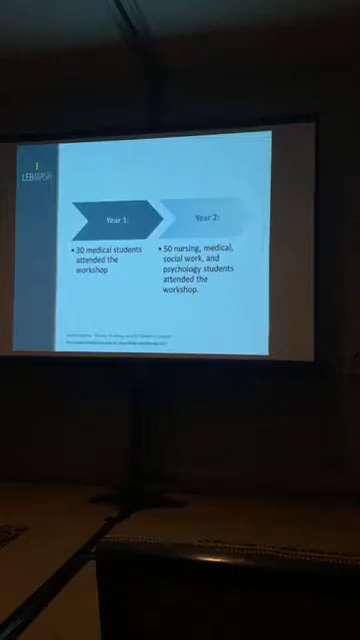 LEBMASH
Year 1:
• 30 medical students
attended the
workshop
Year 2:
• 50 nursing, medical,
social work, and
psychology students
attended the
workshop.